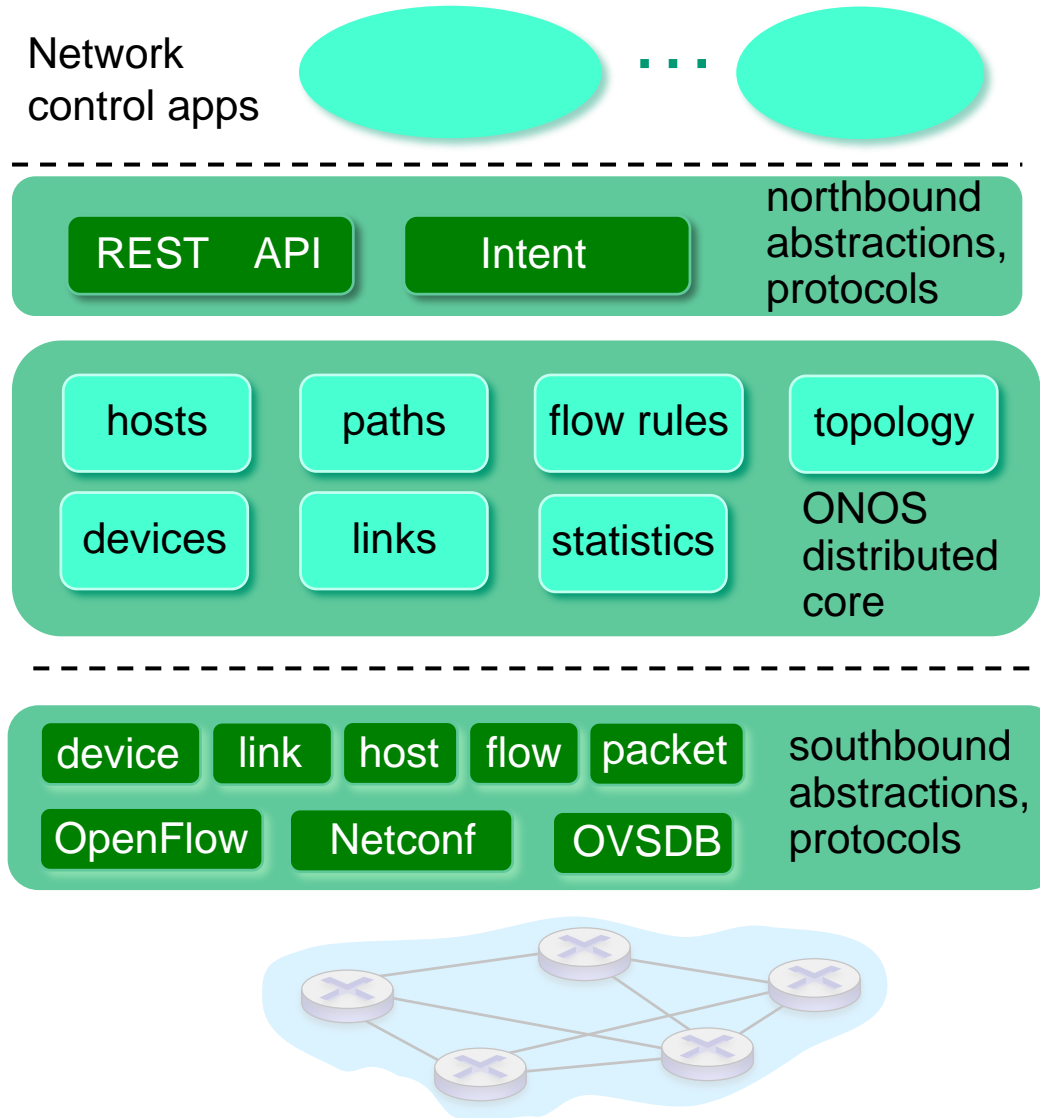 Network
control apps
...
REST API
Intent
northbound
abstractions,
protocols
hosts
paths
flow rules
topology
devices
links
statistics
ONOS
distributed
core
device
link
host
flow
packet
southbound
abstractions,
protocols
OpenFlow
Netconf
OVSDB